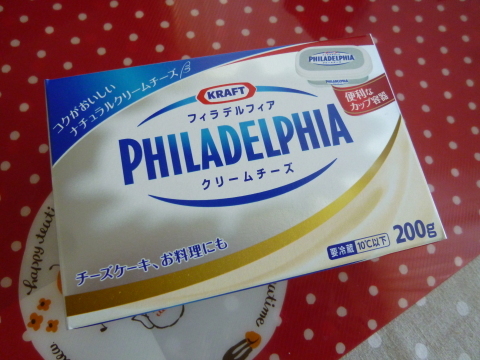 コクがおいしい
ナチュラルクリームチーズ
KRAFT
フィラデルフィア
PHILADELPHIA
クリームチーズ
PHILADELPHIA
便利な
カップ容器
チーズケーキ、お料理にも
要冷蔵 10℃以下 200g